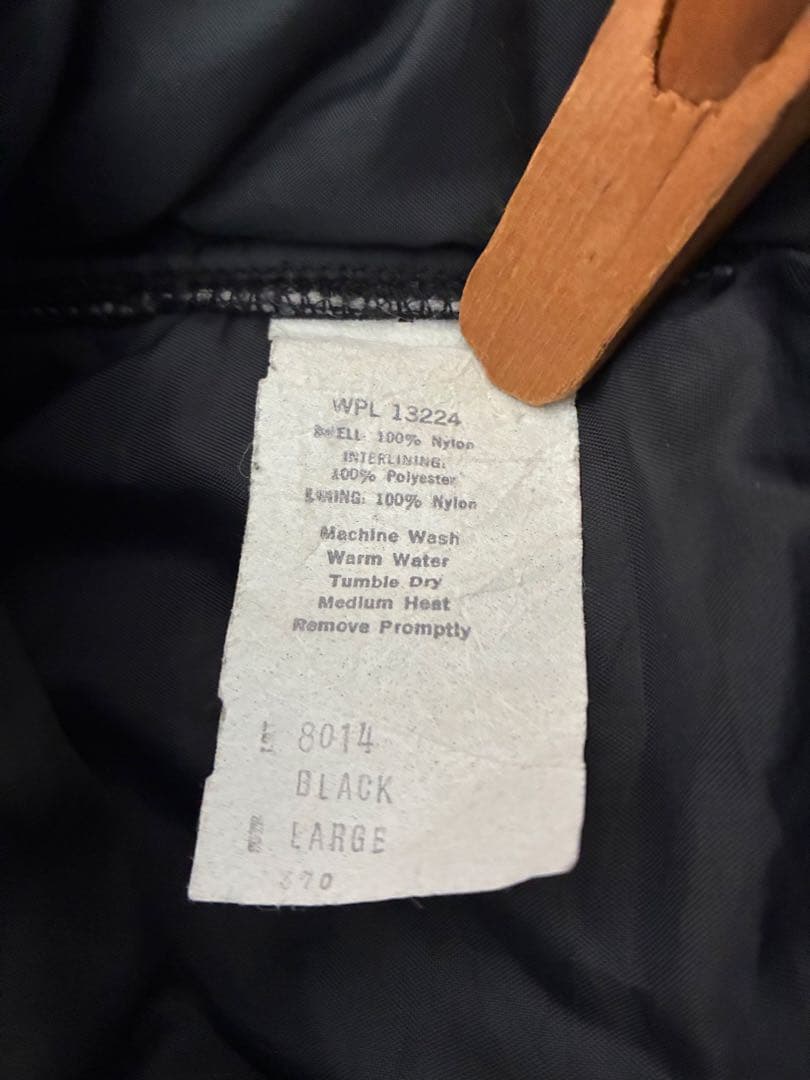 WPL 13224
SHELL: 100% Nylon
INTERLINING:
100% Polyester
LINING: 100% Nylon
Machine Wash
Warm Water
Tumble Dry
Medium Heat
Remove Promptly
8014
BLACK
LARGE
370